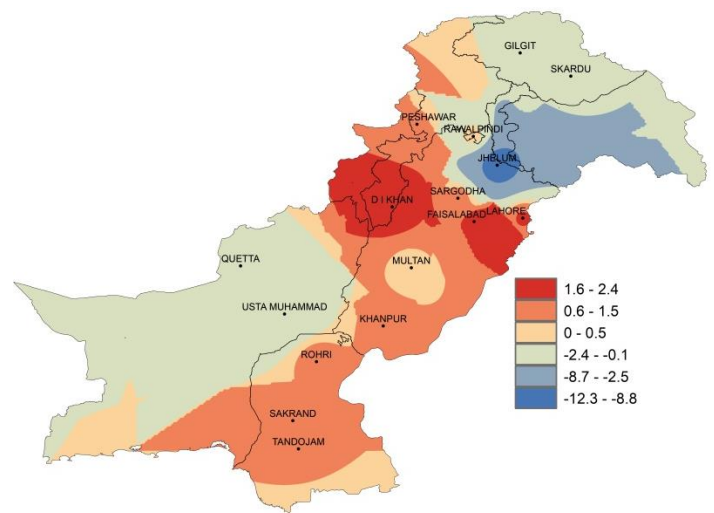 GILGIT
SKARDU
PESHAWAR
RAWALPINDI
JHELUM
SARGODHA
D I KHAN
FAISALABAD
LAHORE
QUETTA
MULTAN
USTA MUHAMMAD
KHANPUR
ROHRI
SAKRAND
TANDOJAM
1.6 - 2.4
0.6 - 1.5
0 - 0.5
-2.4 - -0.1
-8.7 - -2.5
-12.3 - -8.8